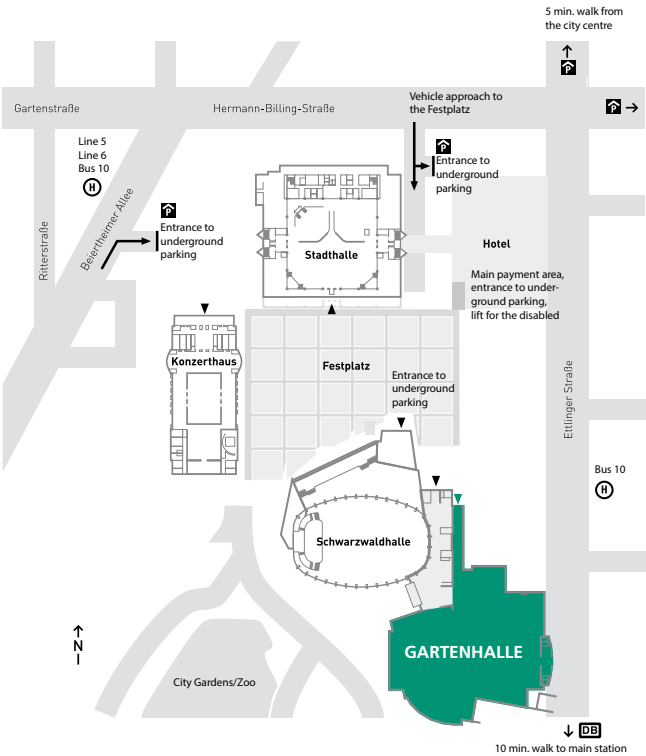 5 min. walk from
the city centre
P
Gartenstraße
Hermann-Billing-Straße
Vehicle approach to
the Festplatz
P
Line 5
Line 6
Bus 10
H
P
Entrance to
underground
parking
Ritterstraße
Beiertheimer Allee
P
Entrance to
underground
parking
Stadthalle
Hotel
Main payment area,
entrance to under-
ground parking,
lift for the disabled
Konzerthaus
Festplatz
Entrance to
underground
parking
Ettlinger Straße
Bus 10
H
Schwarzwaldhalle
N
GARTENHALLE
City Gardens/Zoo
DB
10 min. walk to main station